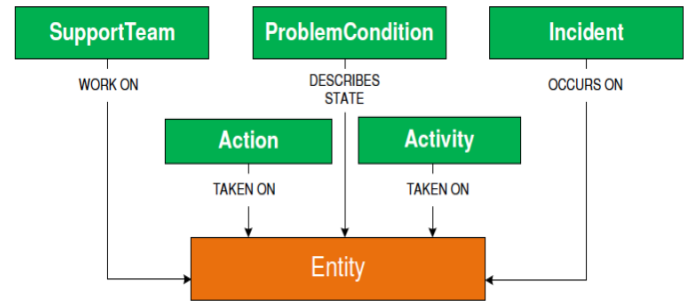 SupportTeam
ProblemCondition
Incident
WORK ON
DESCRIBES
STATE
OCCURS ON
Action
Activity
TAKEN ON
TAKEN ON
Entity